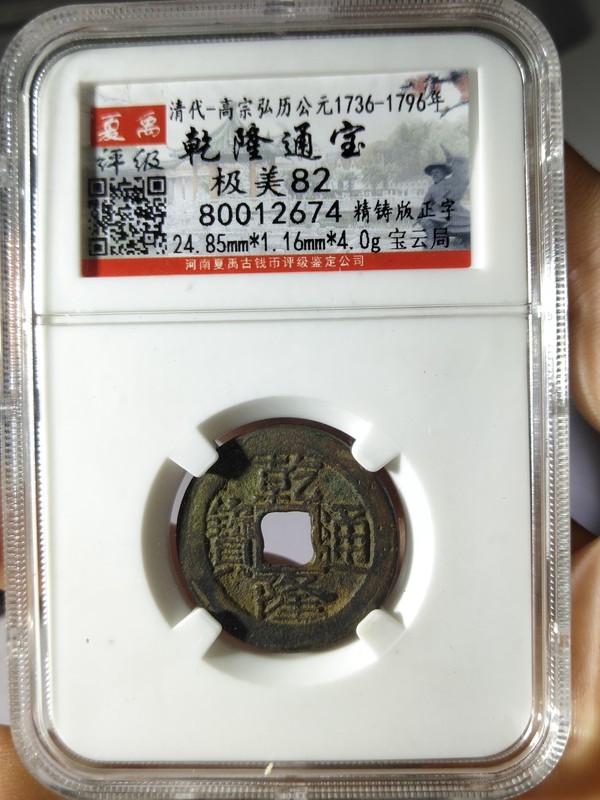 清代-高宗弘历公元1736-1796年
夏禹
评级
乾隆通宝
极美82
80012674 精铸版正字
24.85mm*1.16mm*4.0g 宝云局
河南夏禹古钱币评级鉴定公司
乾隆通寶